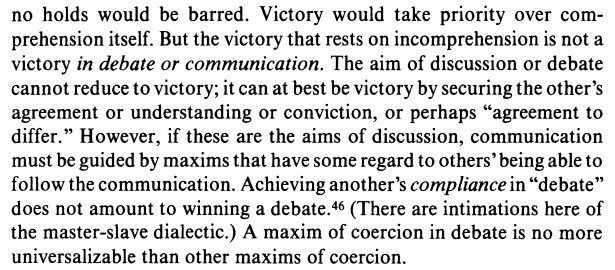 no holds would be barred. Victory would take priority over com-
prehension itself. But the victory that rests on incomprehension is not a
victory in debate or communication. The aim of discussion or debate
cannot reduce to victory; it can at best be victory by securing the other's
agreement or understanding or conviction, or perhaps “agreement to
differ.” However, if these are the aims of discussion, communication
must be guided by maxims that have some regard to others' being able to
follow the communication. Achieving another's compliance in “debate”
does not amount to winning a debate.46 (There are intimations here of
the master-slave dialectic.) A maxim of coercion in debate is no more
universalizable than other maxims of coercion.